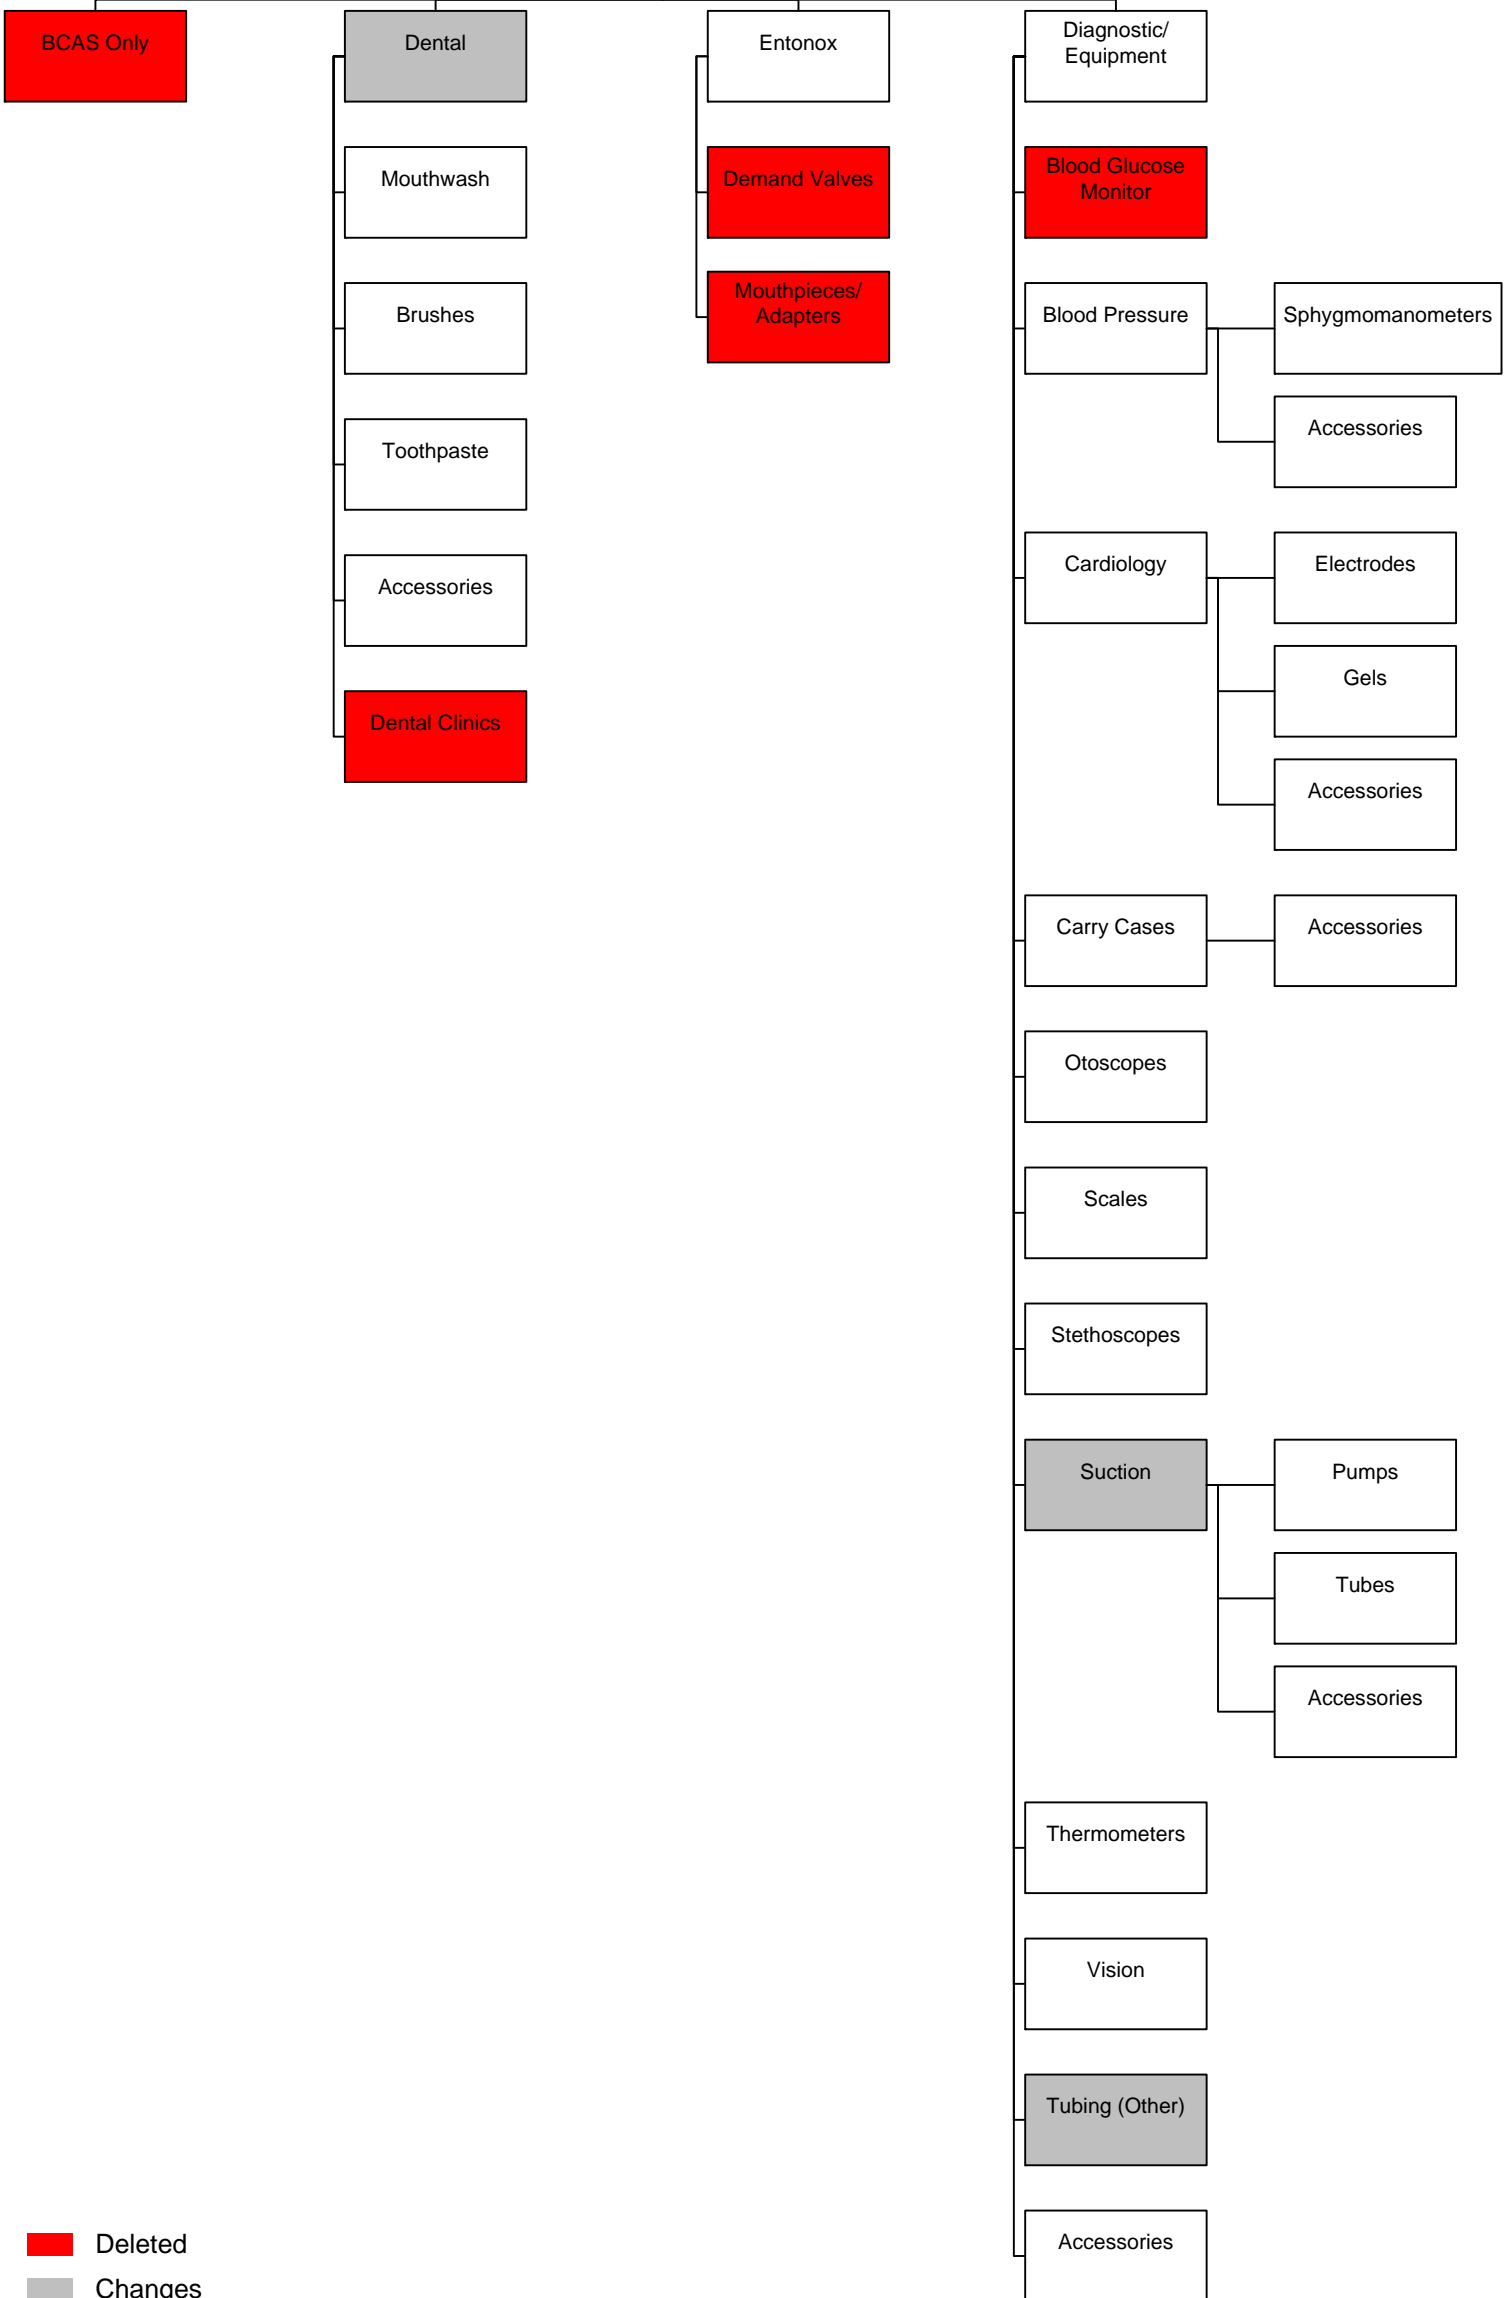 BCAS Only
Dental
Entonox
Diagnostic/
Equipment
Mouthwash
Demand Valves
Blood Glucose
Monitor
Brushes
Mouthpieces/
Adapters
Blood Pressure
Sphygmomanometers
Accessories
Toothpaste
Cardiology
Electrodes
Accessories
Gels
Dental Clinics
Accessories
Carry Cases
Accessories
Otoscopes
Scales
Stethoscopes
Suction
Pumps
Tubes
Accessories
Thermometers
Vision
Tubing (Other)
Accessories
Deleted
Changes